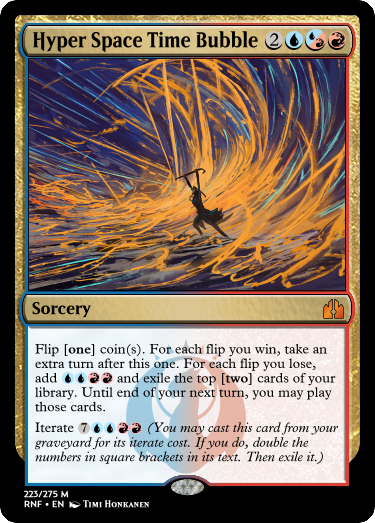 Hyper Space Time Bubble 2
Sorcery
Flip [one] coin(s). For each flip you win, take an
extra turn after this one. For each flip you lose,
add and exile the top [two] cards of your
library. Until end of your next turn, you may play
those cards.
Iterate 7 (You may cast this card from your
graveyard for its iterate cost. If you do, double the
numbers in square brackets in its text. Then exile it.)
223/275 M
RNF • EN Timi Honkanen